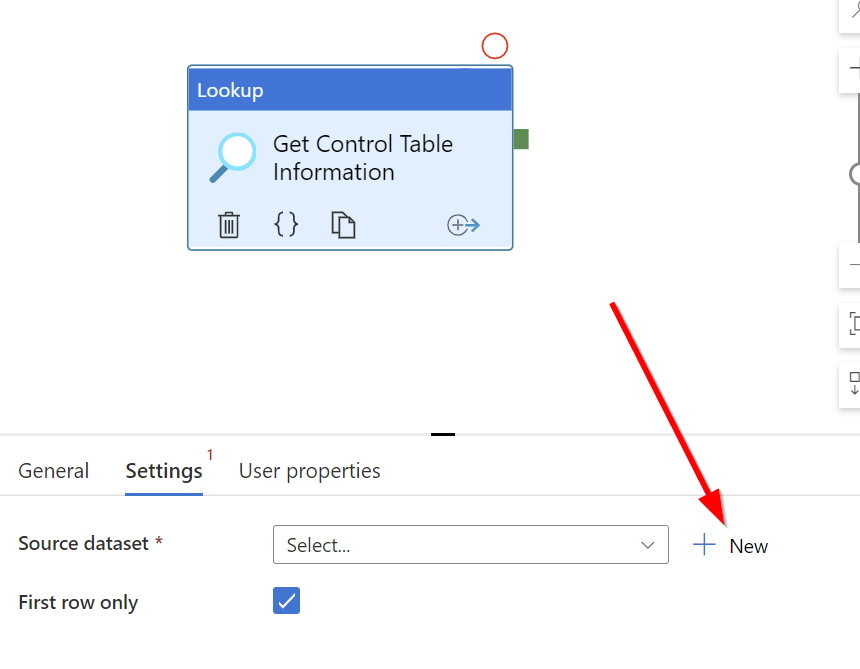 Lookup
Get Control Table
Information
{}
General Settings 1 User properties
Source dataset * Select... New
First row only